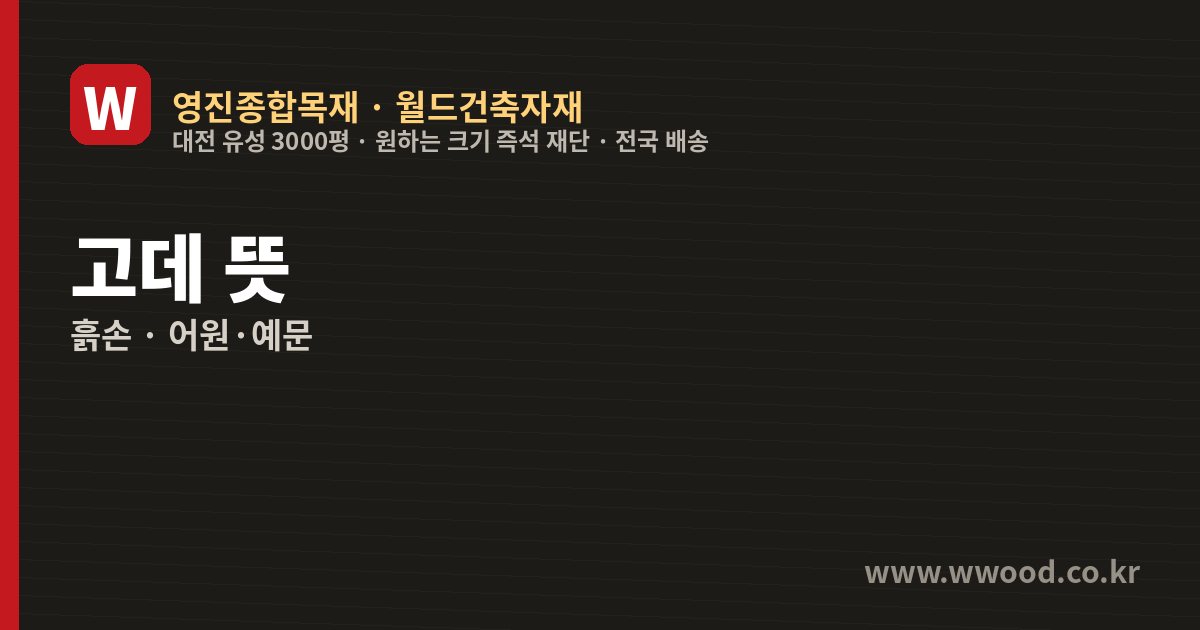 W
영진종합목재 · 월드건축자재
대전 유성 3000평 · 원하는 크기 즉석 재단 · 전국 배송
고데 뜻
흙손 · 어원·예문
www.wwood.co.kr